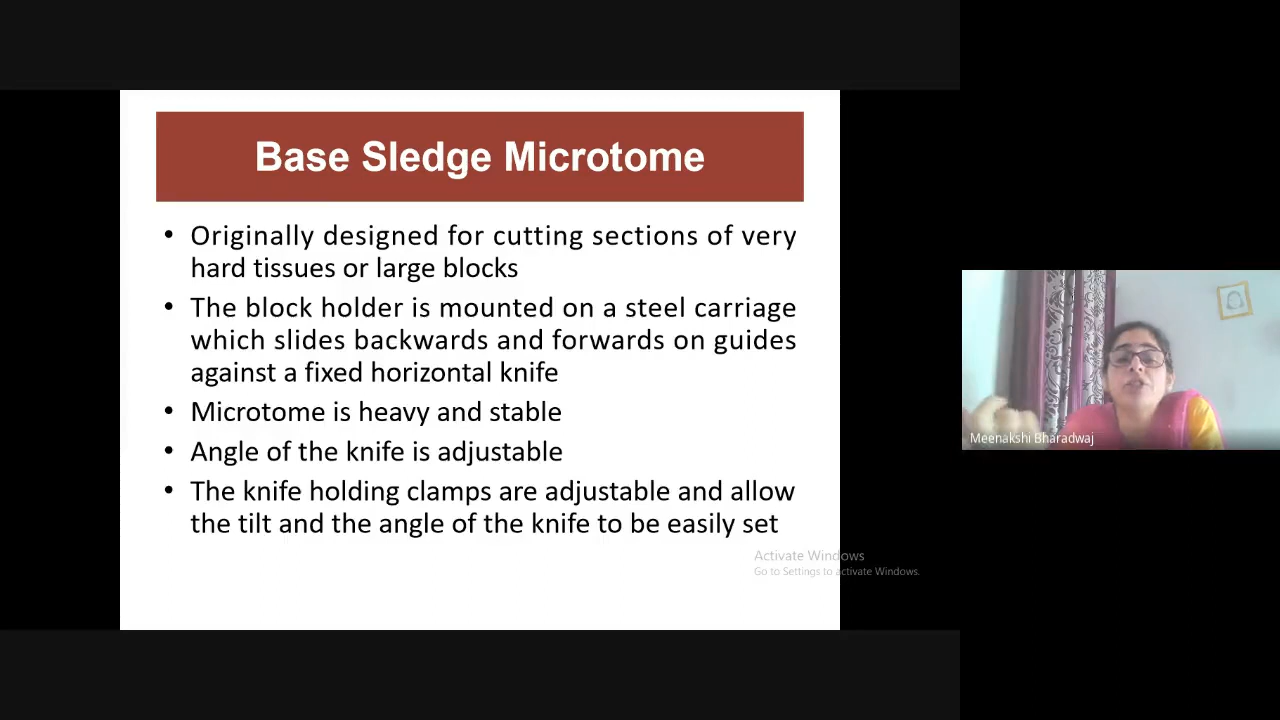 Base Sledge Microtome
• Originally designed for cutting sections of very
hard tissues or large blocks
• The block holder is mounted on a steel carriage
which slides backwards and forwards on guides
against a fixed horizontal knife
• Microtome is heavy and stable
• Angle of the knife is adjustable
• The knife holding clamps are adjustable and allow
the tilt and the angle of the knife to be easily set
Activate Windows
Go to Settings to activate Windows.
Meenakshi Bharadwaj